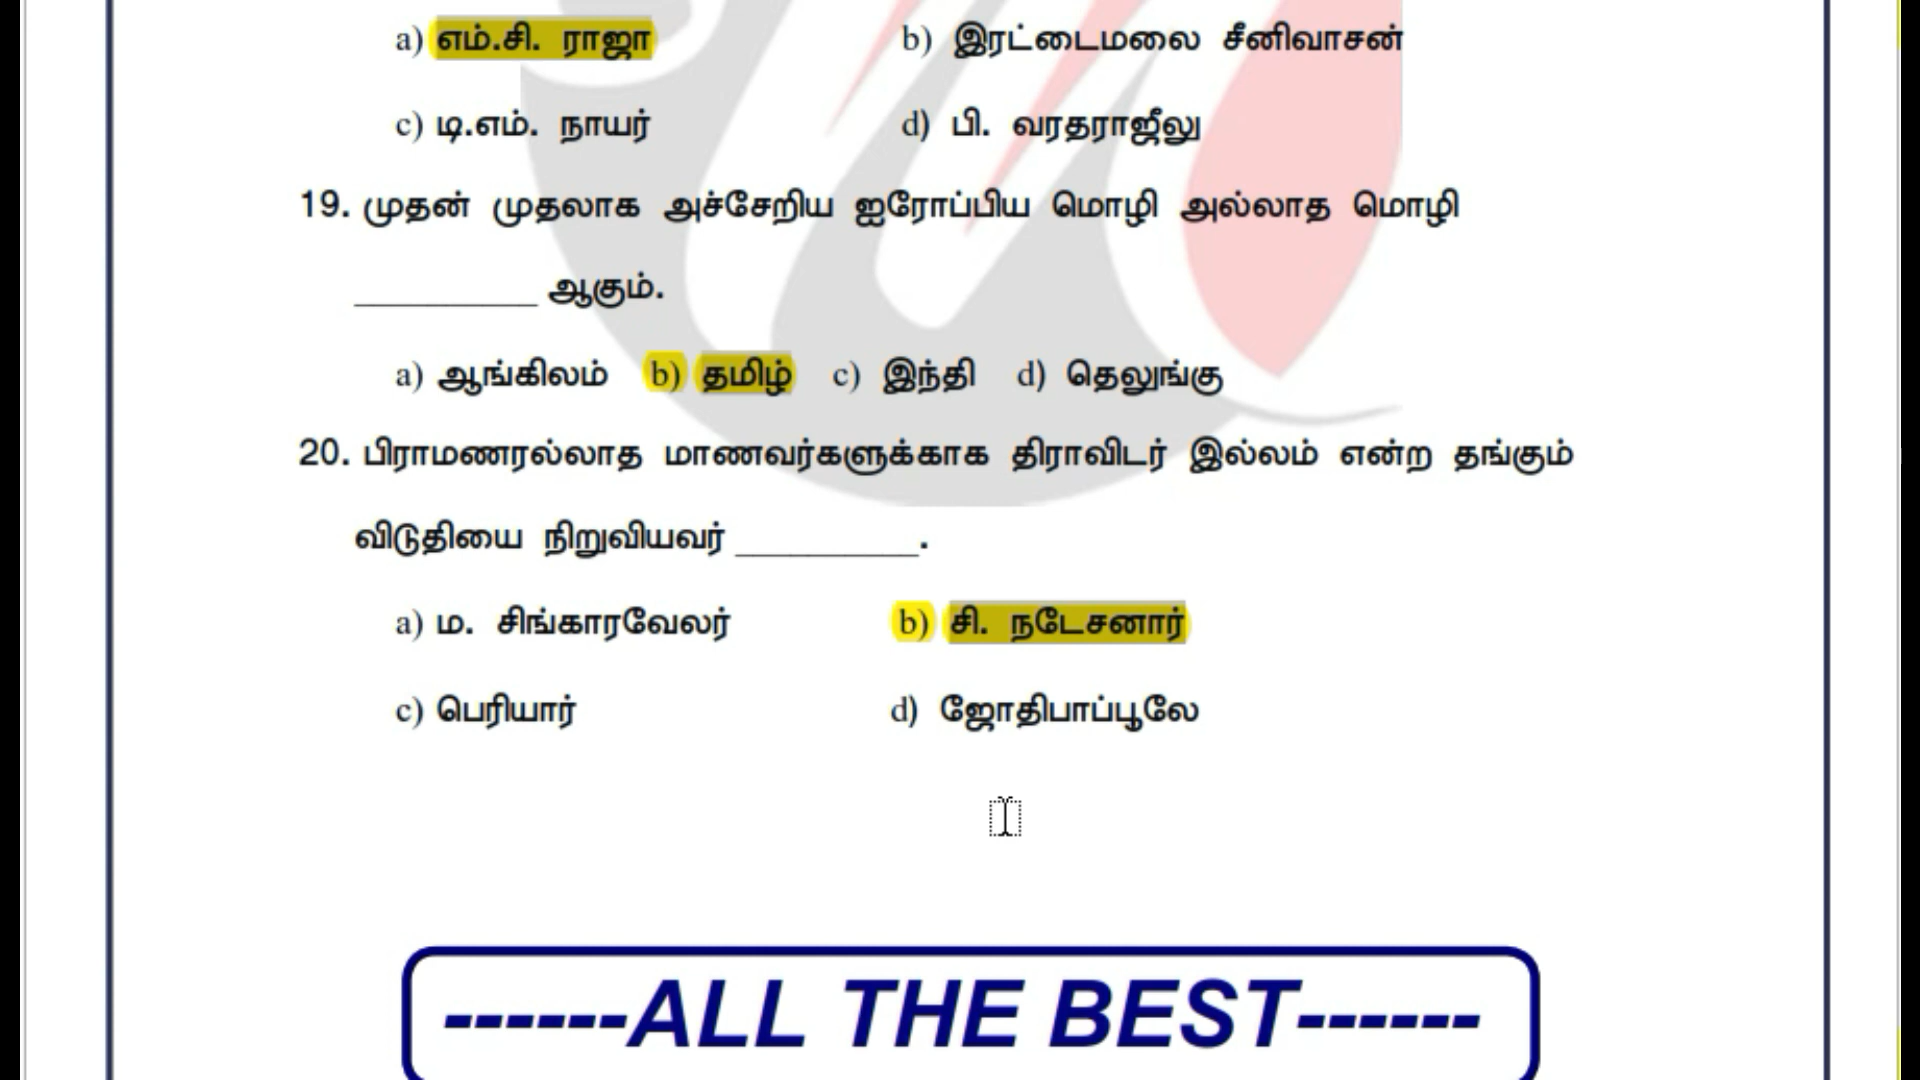 a) எம்.சி. ராஜா b) இரட்டைமலை சீனிவாசன்
c) டி.எம். நாயர் d) பி. வரதராஜீலு
19. முதன் முதலாக அச்சேறிய ஐரோப்பிய மொழி அல்லாத மொழி
__________ ஆகும்.
a) ஆங்கிலம் b) தமிழ் c) இந்தி d) தெலுங்கு
20. பிராமணரல்லாத மாணவர்களுக்காக திராவிடர் இல்லம் என்ற தங்கும்
விடுதியை நிறுவியவர் __________.
a) ம. சிங்காரவேலர் b) சி. நடேசனார்
c) பெரியார் d) ஜோதிபாப்பூலே
------ALL THE BEST------